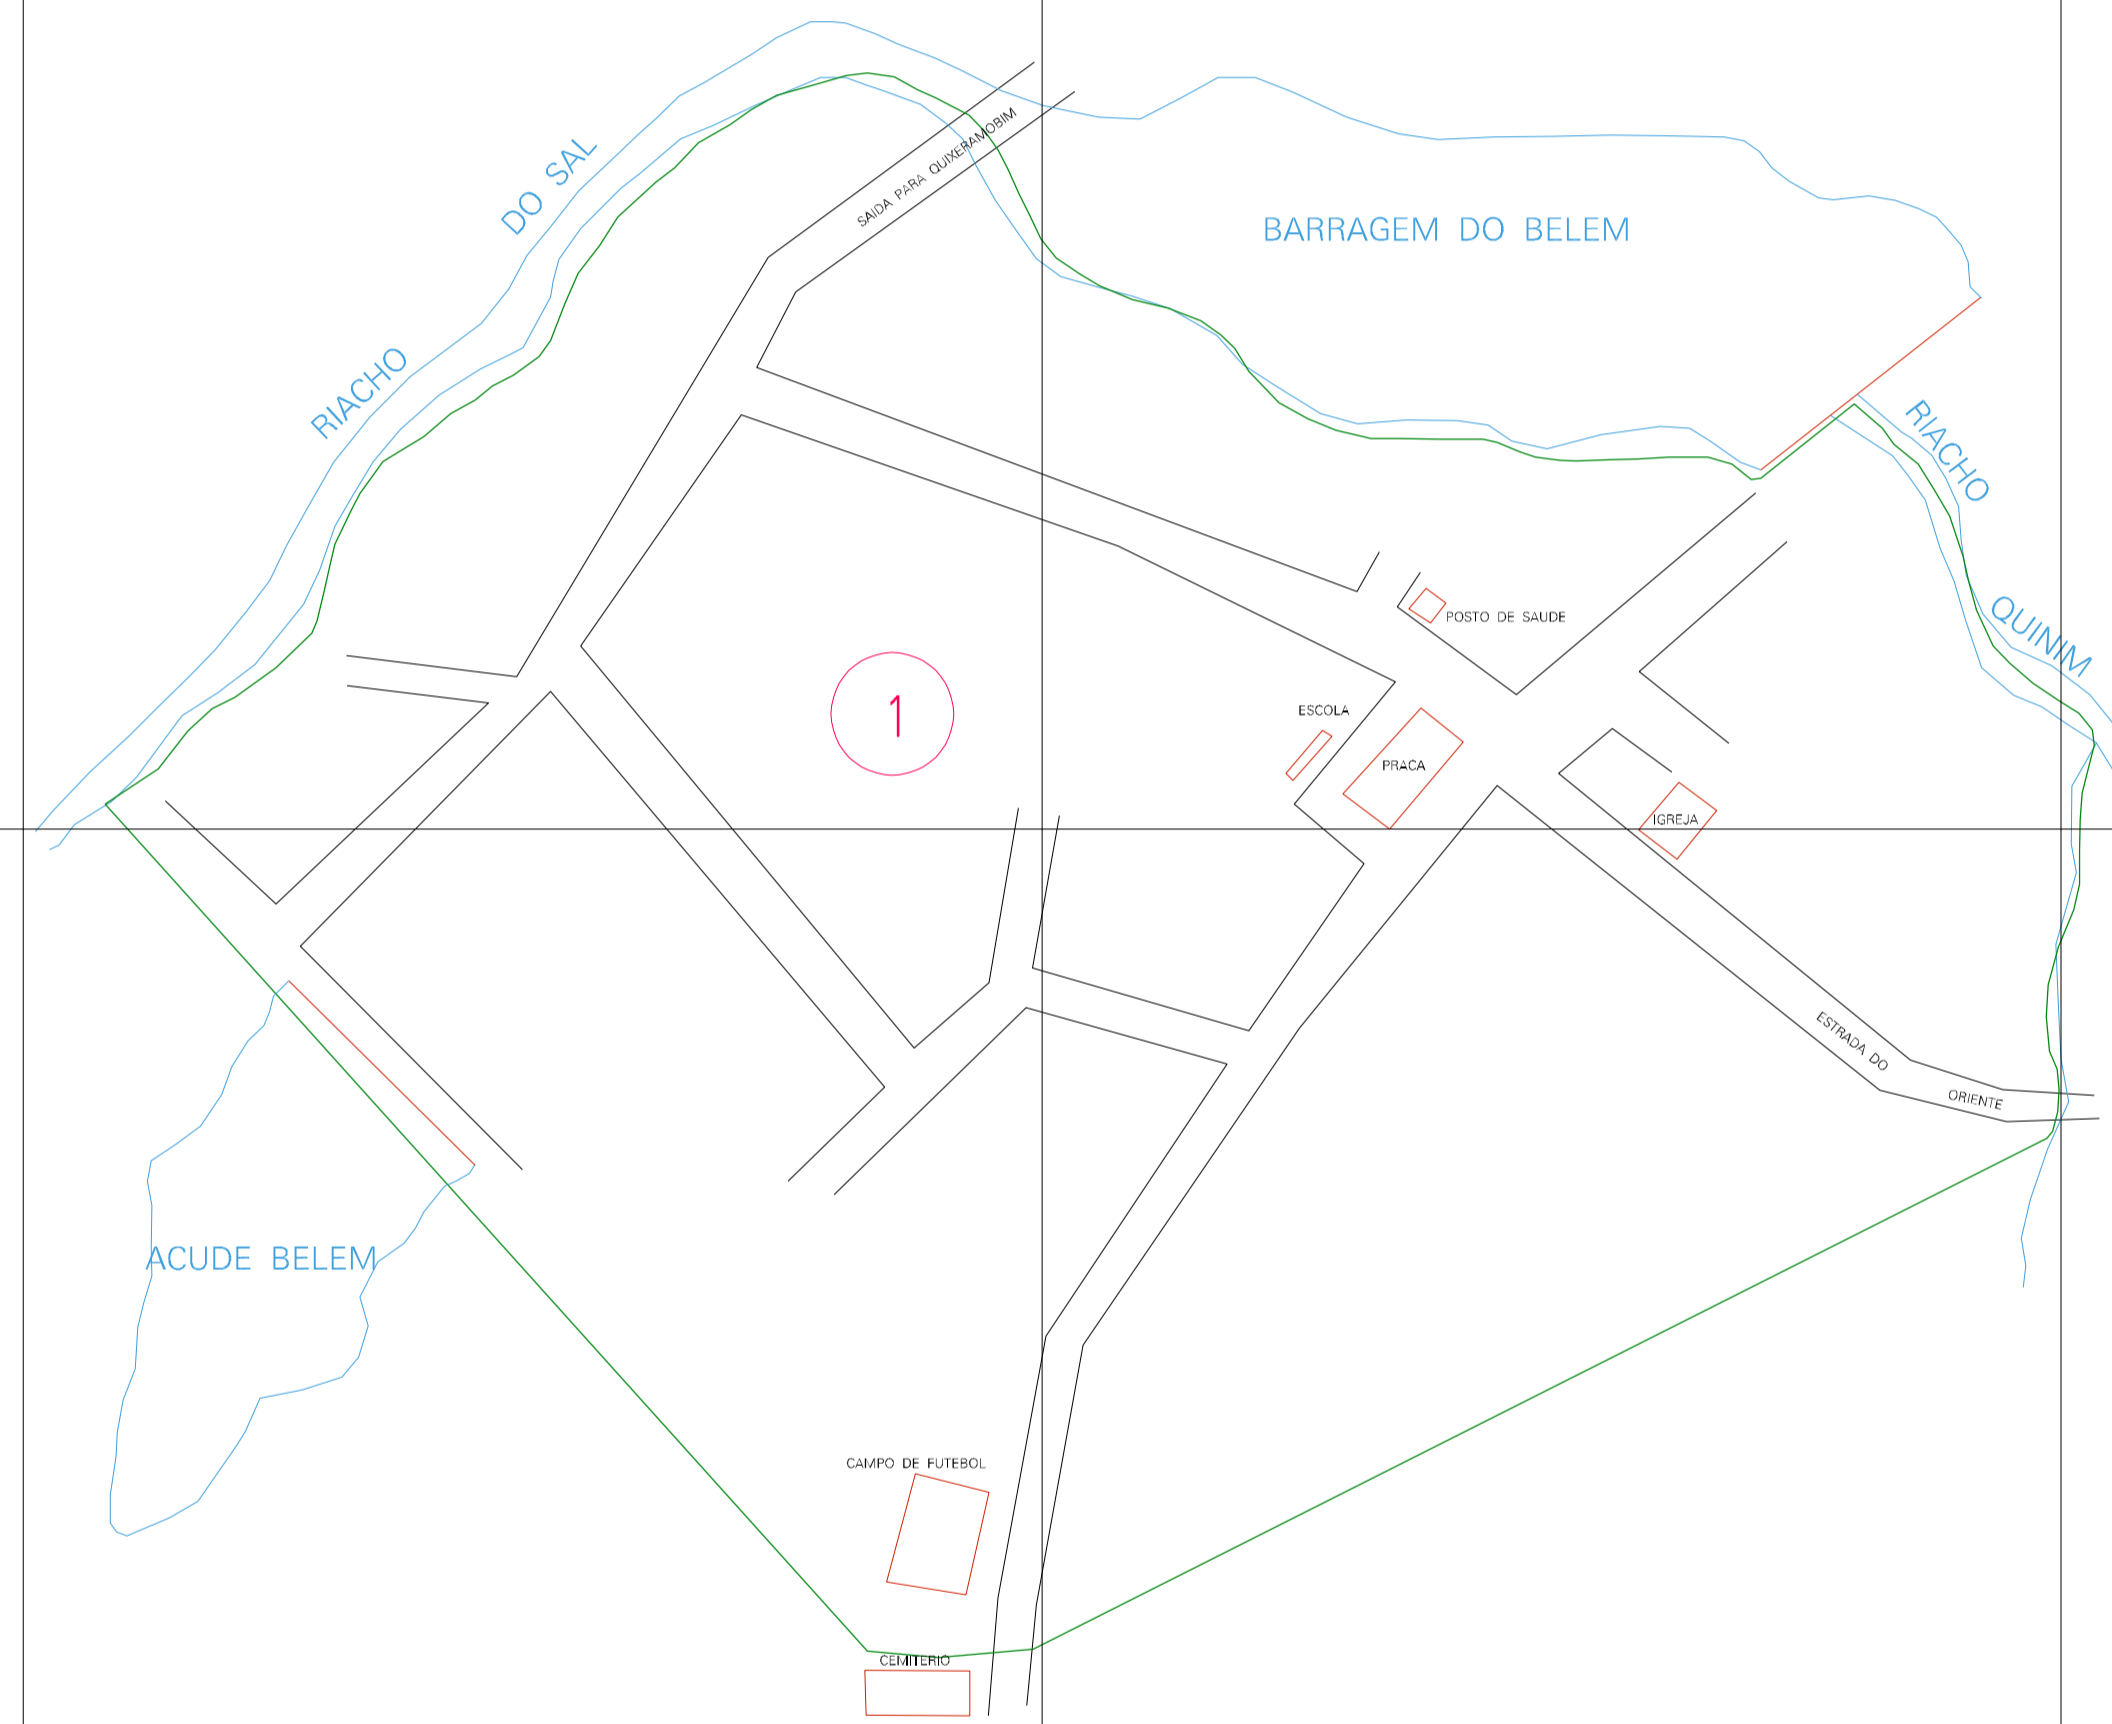 SAIDA PARA QUIXERAMOBIM
DO SAL
RIACHO
BARRAGEM DO BELEM
RIACHO
QUINIM
POSTO DE SAUDE
1
ESCOLA
PRACA
IGREJA
ESTRADA DO
ORIENTE
ACUDE BELEM
CAMPO DE FUTEBOL
CEMITERIO